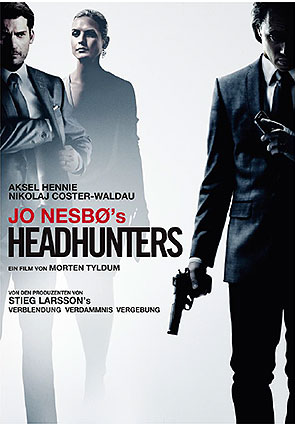 AKSEL HENNIE
NIKOLAJ COSTER-WALDAU
JO NESBØ's
HEADHUNTERS
EIN FILM VON MORTEN TYLDUM
VON DEN PRODUZENTEN VON
STIEG LARSSON's
VERBLENDUNG VERDAMMNIS VERGEBUNG